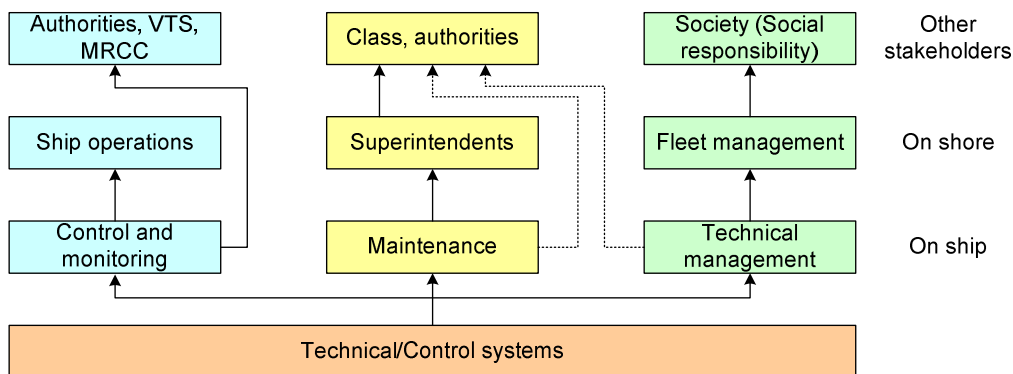 Authorities, VTS,
MRCC
Class, authorities
Society (Social
responsibility)
Other
stakeholders
Ship operations
Superintendents
Fleet management
On shore
Control and
monitoring
Maintenance
Technical
management
On ship
Technical/Control systems